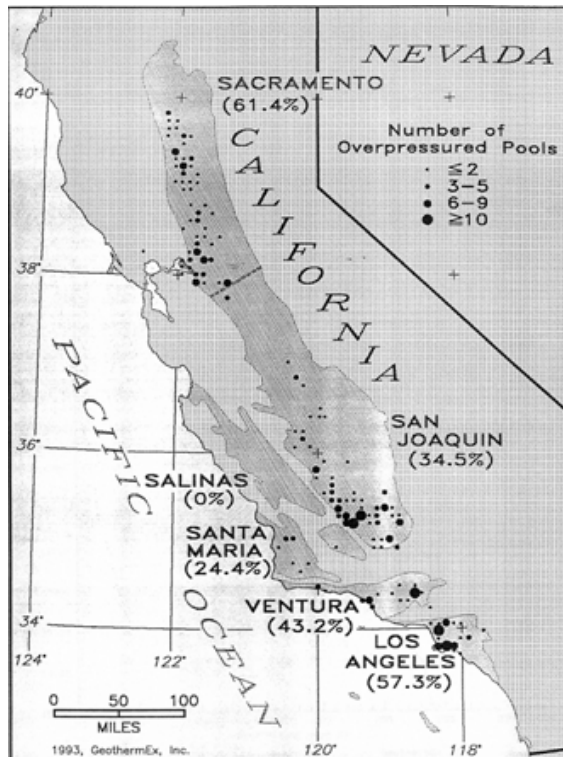 NEVADA
SACRAMENTO
(61.4%)
40°
Number of
Overpressured Pools
≦2
3-5
6-9
≧10
CALIFORNIA
38°
PACIFIC
OCEAN
SAN
JOAQUIN
(34.5%)
36°
SALINAS
(0%)
SANTA
MARIA
(24.4%)
VENTURA
(43.2%)
34°
LOS
ANGELES
(57.3%)
124°
122°
0 50 100
MILES
120°
118°
1993, GeothermEx, Inc.